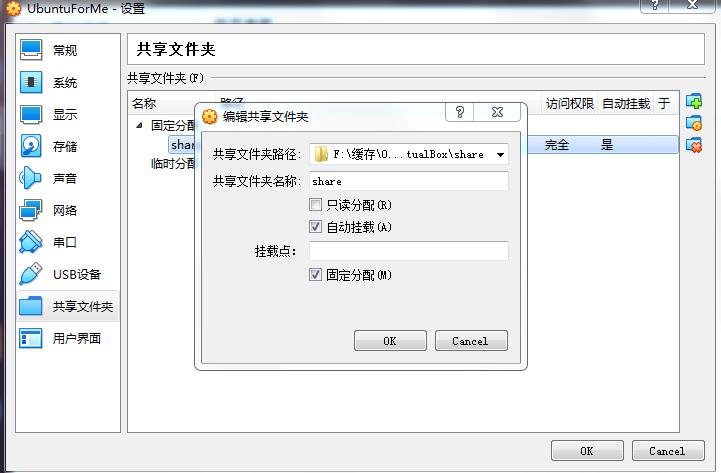 UbuntuForMe - 设置
常规
系统
显示
存储
声音
网络
串口
USB设备
共享文件夹
用户界面
共享文件夹
共享文件夹(F)
名称
访问权限 自动挂载 于
固定分配
shar
完全 是
临时分配
编辑共享文件夹
共享文件夹路径: F:\缓存\O...tualBox\share
共享文件夹名称: share
只读分配(R)
自动挂载(A)
挂载点:
固定分配(M)
OK Cancel
OK Cancel